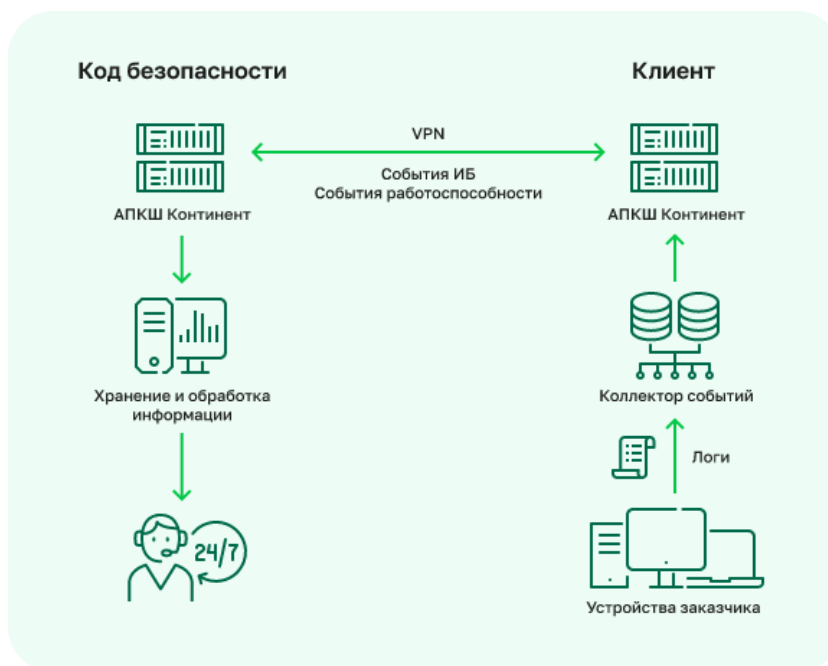 Код безопасности
Клиент
VPN
События ИБ
События работоспособности
АПКШ Континент
АПКШ Континент
Хранение и обработка
информации
Коллектор событий
Логи
24/7
Устройства заказчика